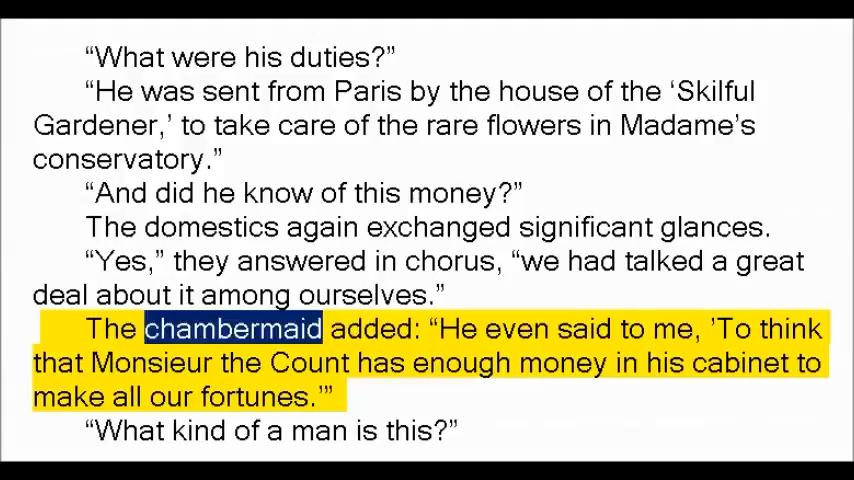 “What were his duties?”
“He was sent from Paris by the house of the ‘Skilful
Gardener,’ to take care of the rare flowers in Madame’s
conservatory.”
“And did he know of this money?”
The domestics again exchanged significant glances.
“Yes,” they answered in chorus, “we had talked a great
deal about it among ourselves.”
The chambermaid added: “He even said to me, ’To think
that Monsieur the Count has enough money in his cabinet to
make all our fortunes.’”
“What kind of a man is this?”